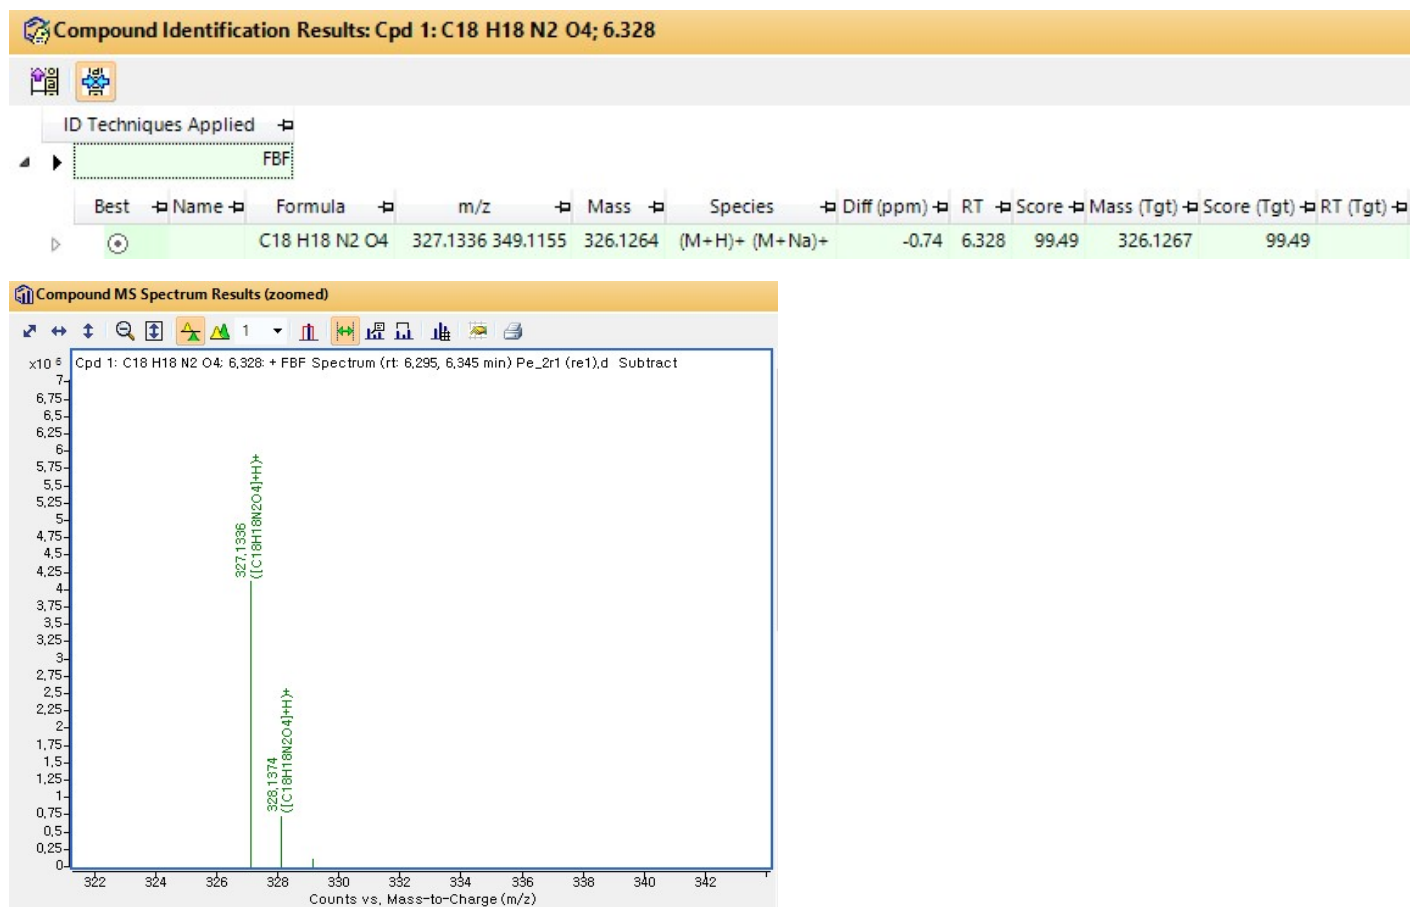 Compound Identification Results: Cpd 1: C18 H18 N2 O4; 6.328
ID Techniques Applied
FBF
Best Name Formula m/z Mass Species Diff (ppm) RT Score Mass (Tgt) Score (Tgt) RT (Tgt)
C18 H18 N2 O4 327.1336 349.1155 326.1264 (M+H)+ (M+Na)+ -0.74 6.328 99.49 326.1267 99.49
Compound MS Spectrum Results (zoomed)
1
x10 6
Cpd 1: C18 H18 N2 O4: 6,328: + FBF Spectrum (rt: 6,295, 6,345 min) Pe_2r1 (re1),d Subtract
7
6,75
6,5
6,25
6
5,75
5,5
5,25
5
4,75
4,5
4,25
4
3,75
3,5
3,25
3
2,75
2,5
2,25
2
1,75
1,5
1,25
1
0,75
0,5
0,25
0
327,1336
([C18H18N2O4]+H)+
328,1374
([C18H18N2O4]+H)+
322 324 326 328 330 332 334 336 338 340 342
Counts vs, Mass-to-Charge (m/z)